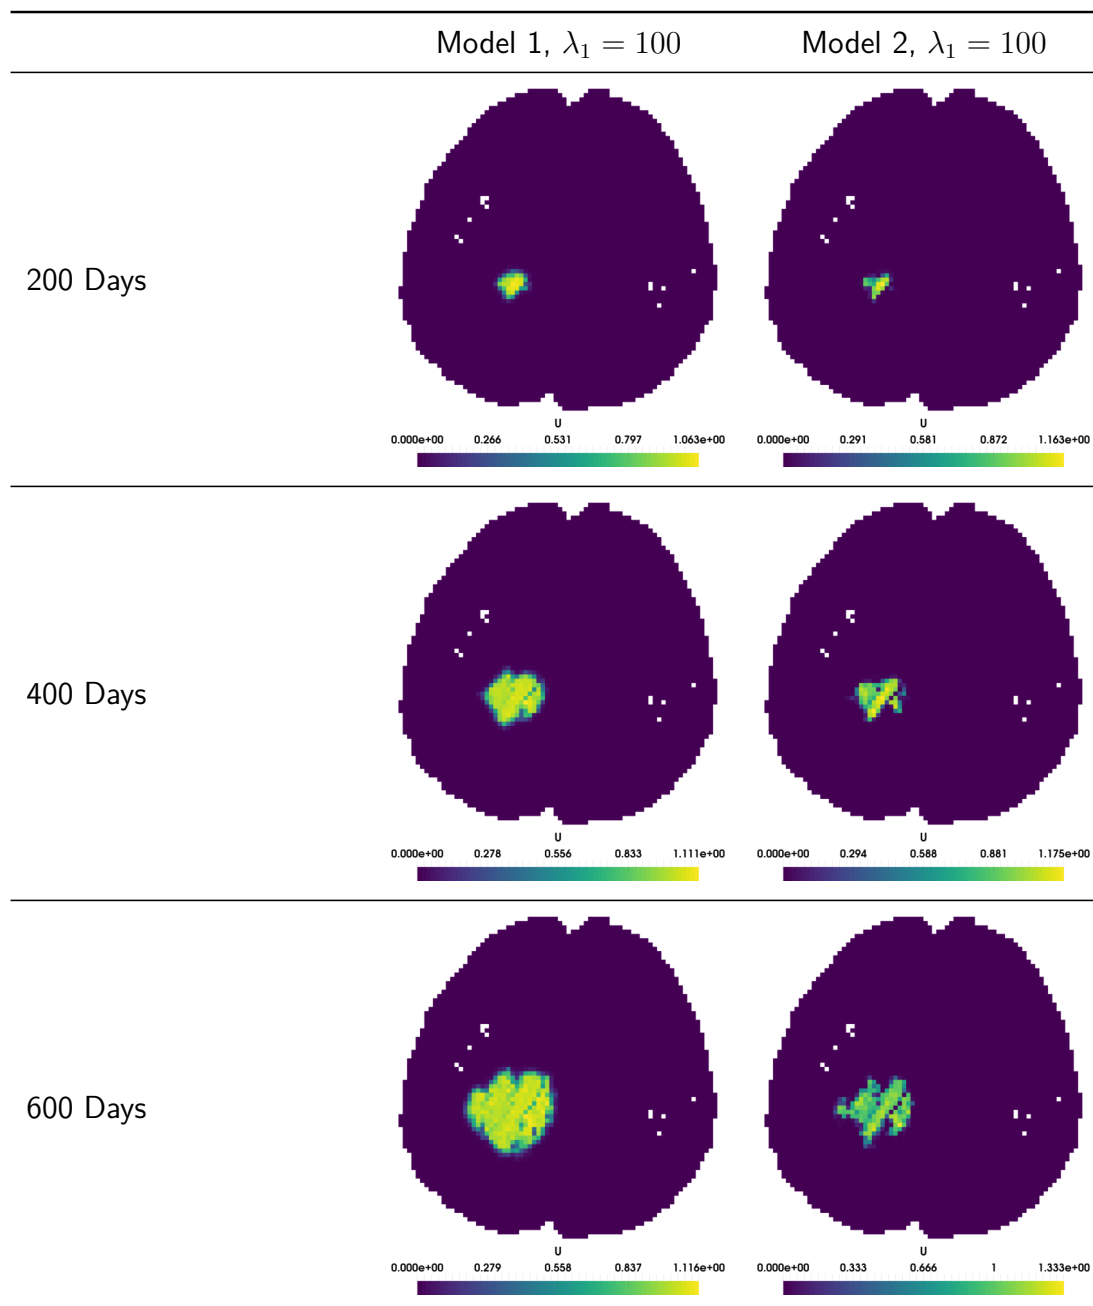 Model 1, λ₁ = 100 Model 2, λ₁ = 100
200 Days
U U
0.000e+00 0.266 0.531 0.797 1.063e+00 0.000e+00 0.291 0.581 0.872 1.163e+00
400 Days
U U
0.000e+00 0.278 0.556 0.833 1.111e+00 0.000e+00 0.294 0.588 0.881 1.175e+00
600 Days
U U
0.000e+00 0.279 0.558 0.837 1.116e+00 0.000e+00 0.333 0.666 1 1.333e+00